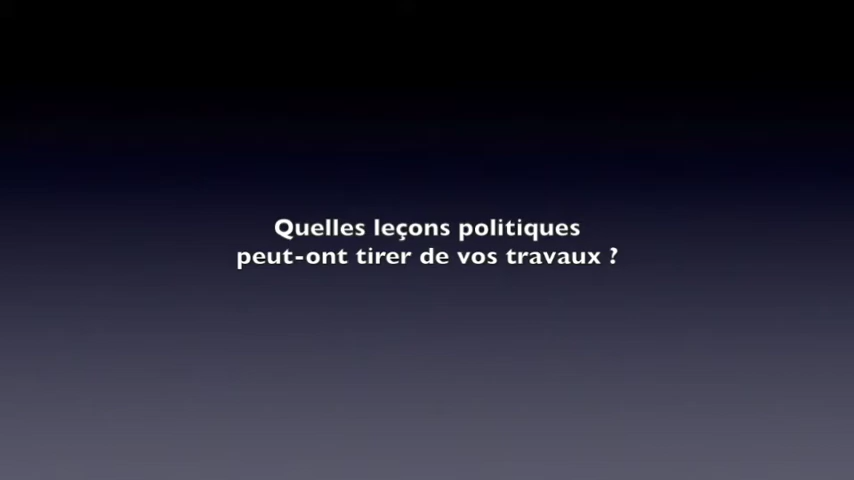 Quelles leçons politiques
peut-ont tirer de vos travaux ?